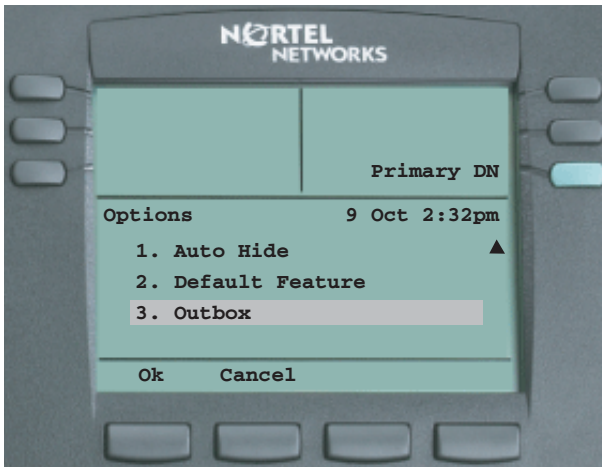 NORTEL
NETWORKS
Primary DN
Options 9 Oct 2:32pm
1. Auto Hide
2. Default Feature
3. Outbox
Ok Cancel